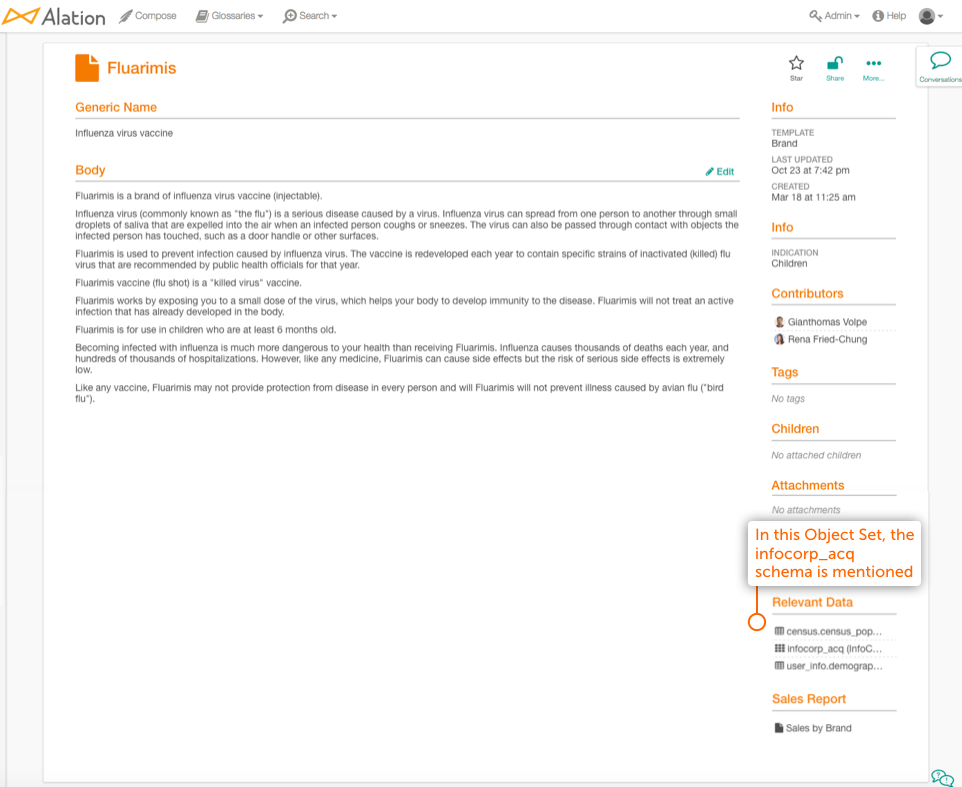 Alation Compose Glossaries Search Admin Help
Fluarimis
Star Share More...
Conversations
Generic Name
Influenza virus vaccine
Body
Edit
Fluarimis is a brand of influenza virus vaccine (injectable).
Influenza virus (commonly known as "the flu") is a serious disease caused by a virus. Influenza virus can spread from one person to another through small
droplets of saliva that are expelled into the air when an infected person coughs or sneezes. The virus can also be passed through contact with objects the
infected person has touched, such as a door handle or other surfaces.
Fluarimis is used to prevent infection caused by influenza virus. The vaccine is redeveloped each year to contain specific strains of inactivated (killed) flu
virus that are recommended by public health officials for that year.
Fluarimis vaccine (flu shot) is a "killed virus" vaccine.
Fluarimis works by exposing you to a small dose of the virus, which helps your body to develop immunity to the disease. Fluarimis will not treat an active
infection that has already developed in the body.
Fluarimis is for use in children who are at least 6 months old.
Becoming infected with influenza is much more dangerous to your health than receiving Fluarimis. Influenza causes thousands of deaths each year, and
hundreds of thousands of hospitalizations. However, like any medicine, Fluarimis can cause side effects but the risk of serious side effects is extremely
low.
Like any vaccine, Fluarimis may not provide protection from disease in every person and will Fluarimis will not prevent illness caused by avian flu ("bird
flu").
Info
TEMPLATE
Brand
LAST UPDATED
Oct 23 at 7:42 pm
CREATED
Mar 18 at 11:25 am
Info
INDICATION
Children
Contributors
Gianthomas Volpe
Rena Fried-Chung
Tags
No tags
Children
No attached children
Attachments
No attachments
In this Object Set, the
infocorp_acq
schema is mentioned
Relevant Data
census.census_pop...
infocorp_acq (InfoC...
user_info.demograp...
Sales Report
Sales by Brand